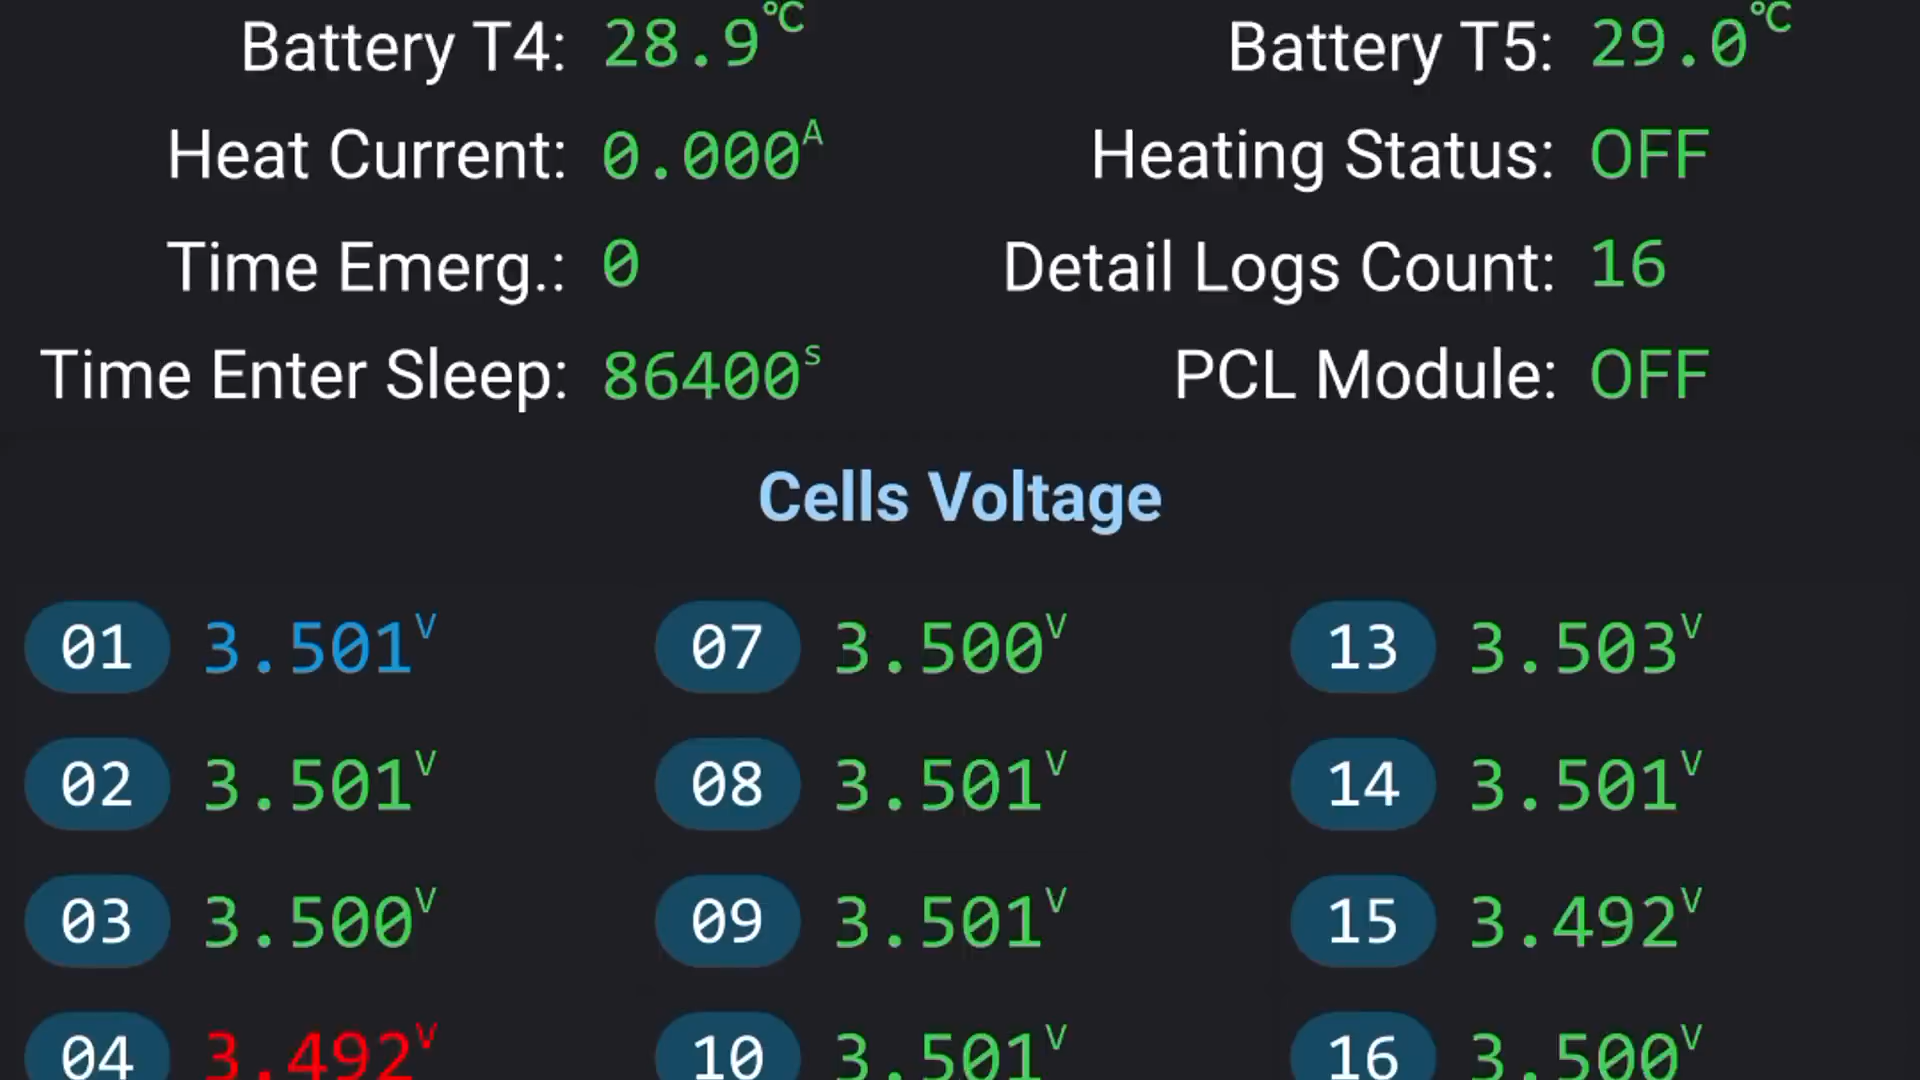 Battery T4: 28.9°C Battery T5: 29.0°C
Heat Current: 0.000A Heating Status: OFF
Time Emerg.: 0 Detail Logs Count: 16
Time Enter Sleep: 86400s PCL Module: OFF
Cells Voltage
01 3.501V 07 3.500V 13 3.503V
02 3.501V 08 3.501V 14 3.501V
03 3.500V 09 3.501V 15 3.492V
04 3.492V 10 3.501V 16 3.500V